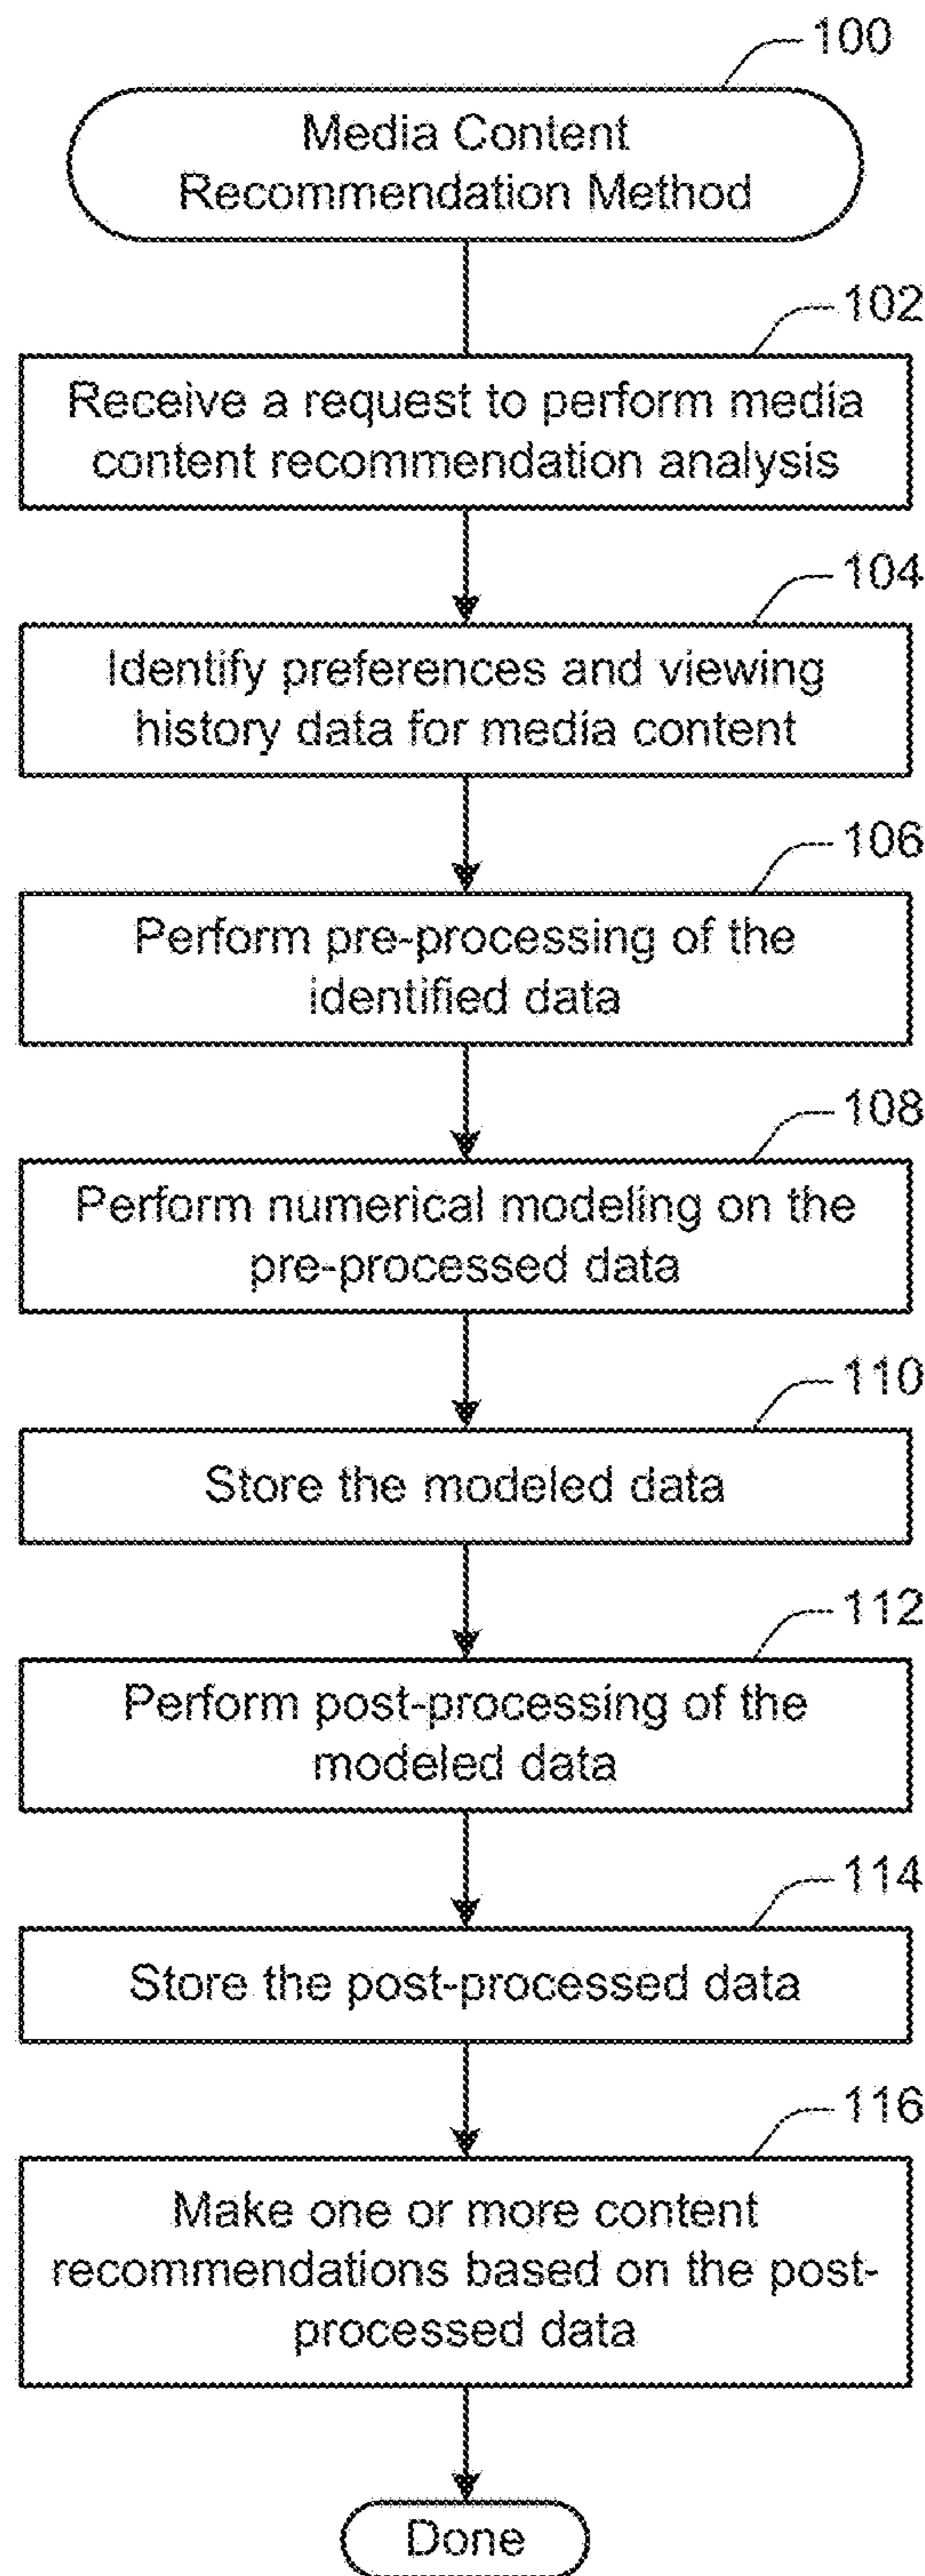 100
Media Content
Recommendation Method
102
Receive a request to perform media
content recommendation analysis
104
Identify preferences and viewing
history data for media content
106
Perform pre-processing of the
identified data
108
Perform numerical modeling on the
pre-processed data
110
Store the modeled data
112
Perform post-processing of the
modeled data
114
Store the post-processed data
116
Make one or more content
recommendations based on the post-
processed data
Done